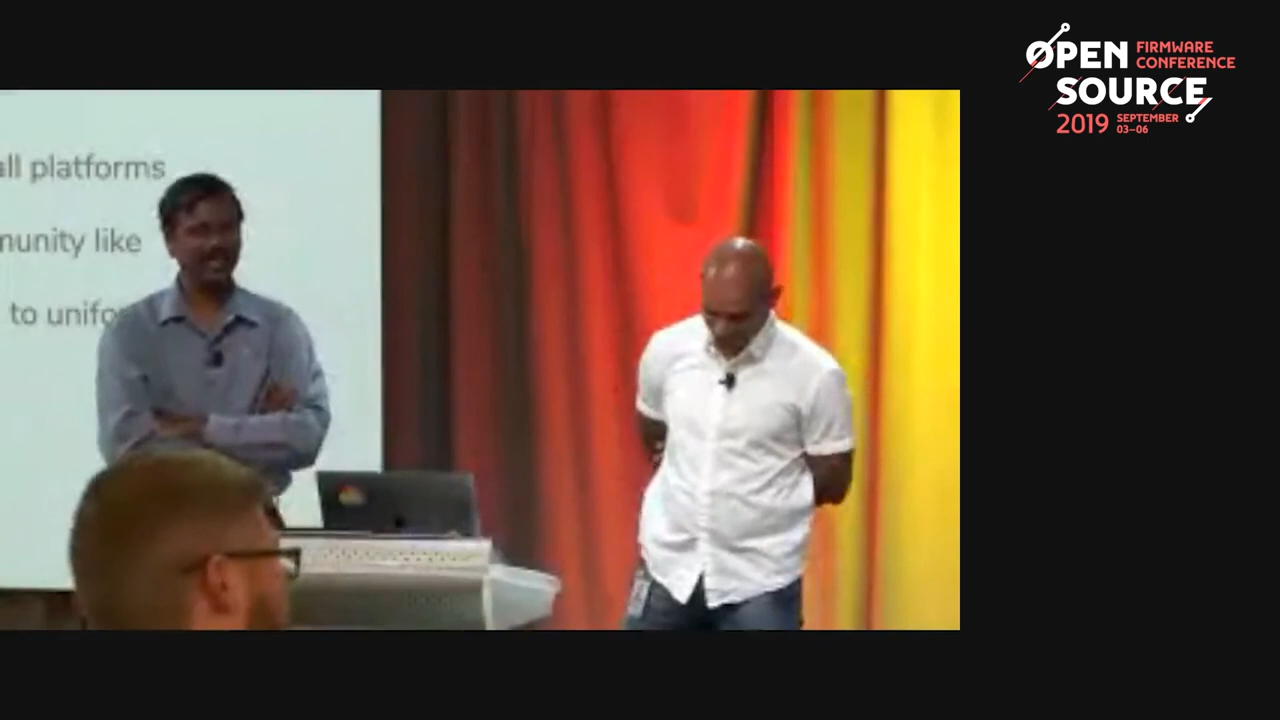 all platforms
munity like
to unifo
OPEN
FIRMWARE
CONFERENCE
SOURCE
2019
SEPTEMBER
03–06